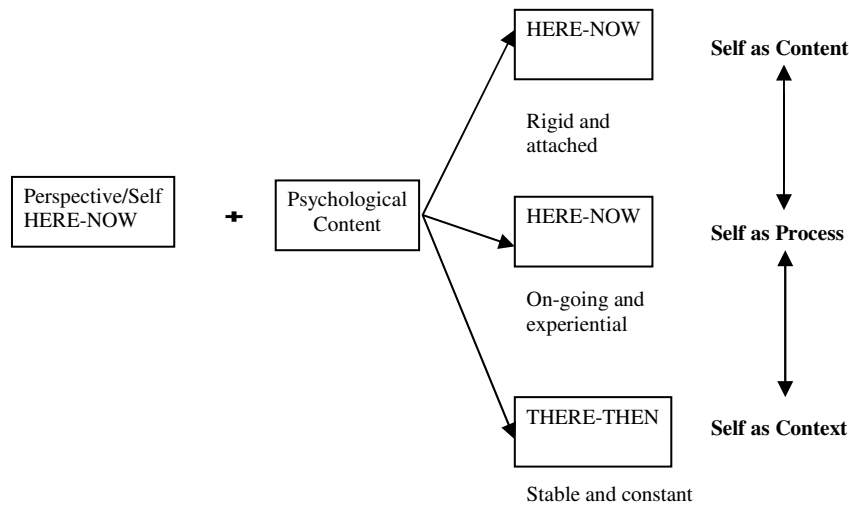 HERE-NOW
Self as Content
Rigid and
attached
Perspective/Self
HERE-NOW
+
Psychological
Content
HERE-NOW
Self as Process
On-going and
experiential
THERE-THEN
Self as Context
Stable and constant